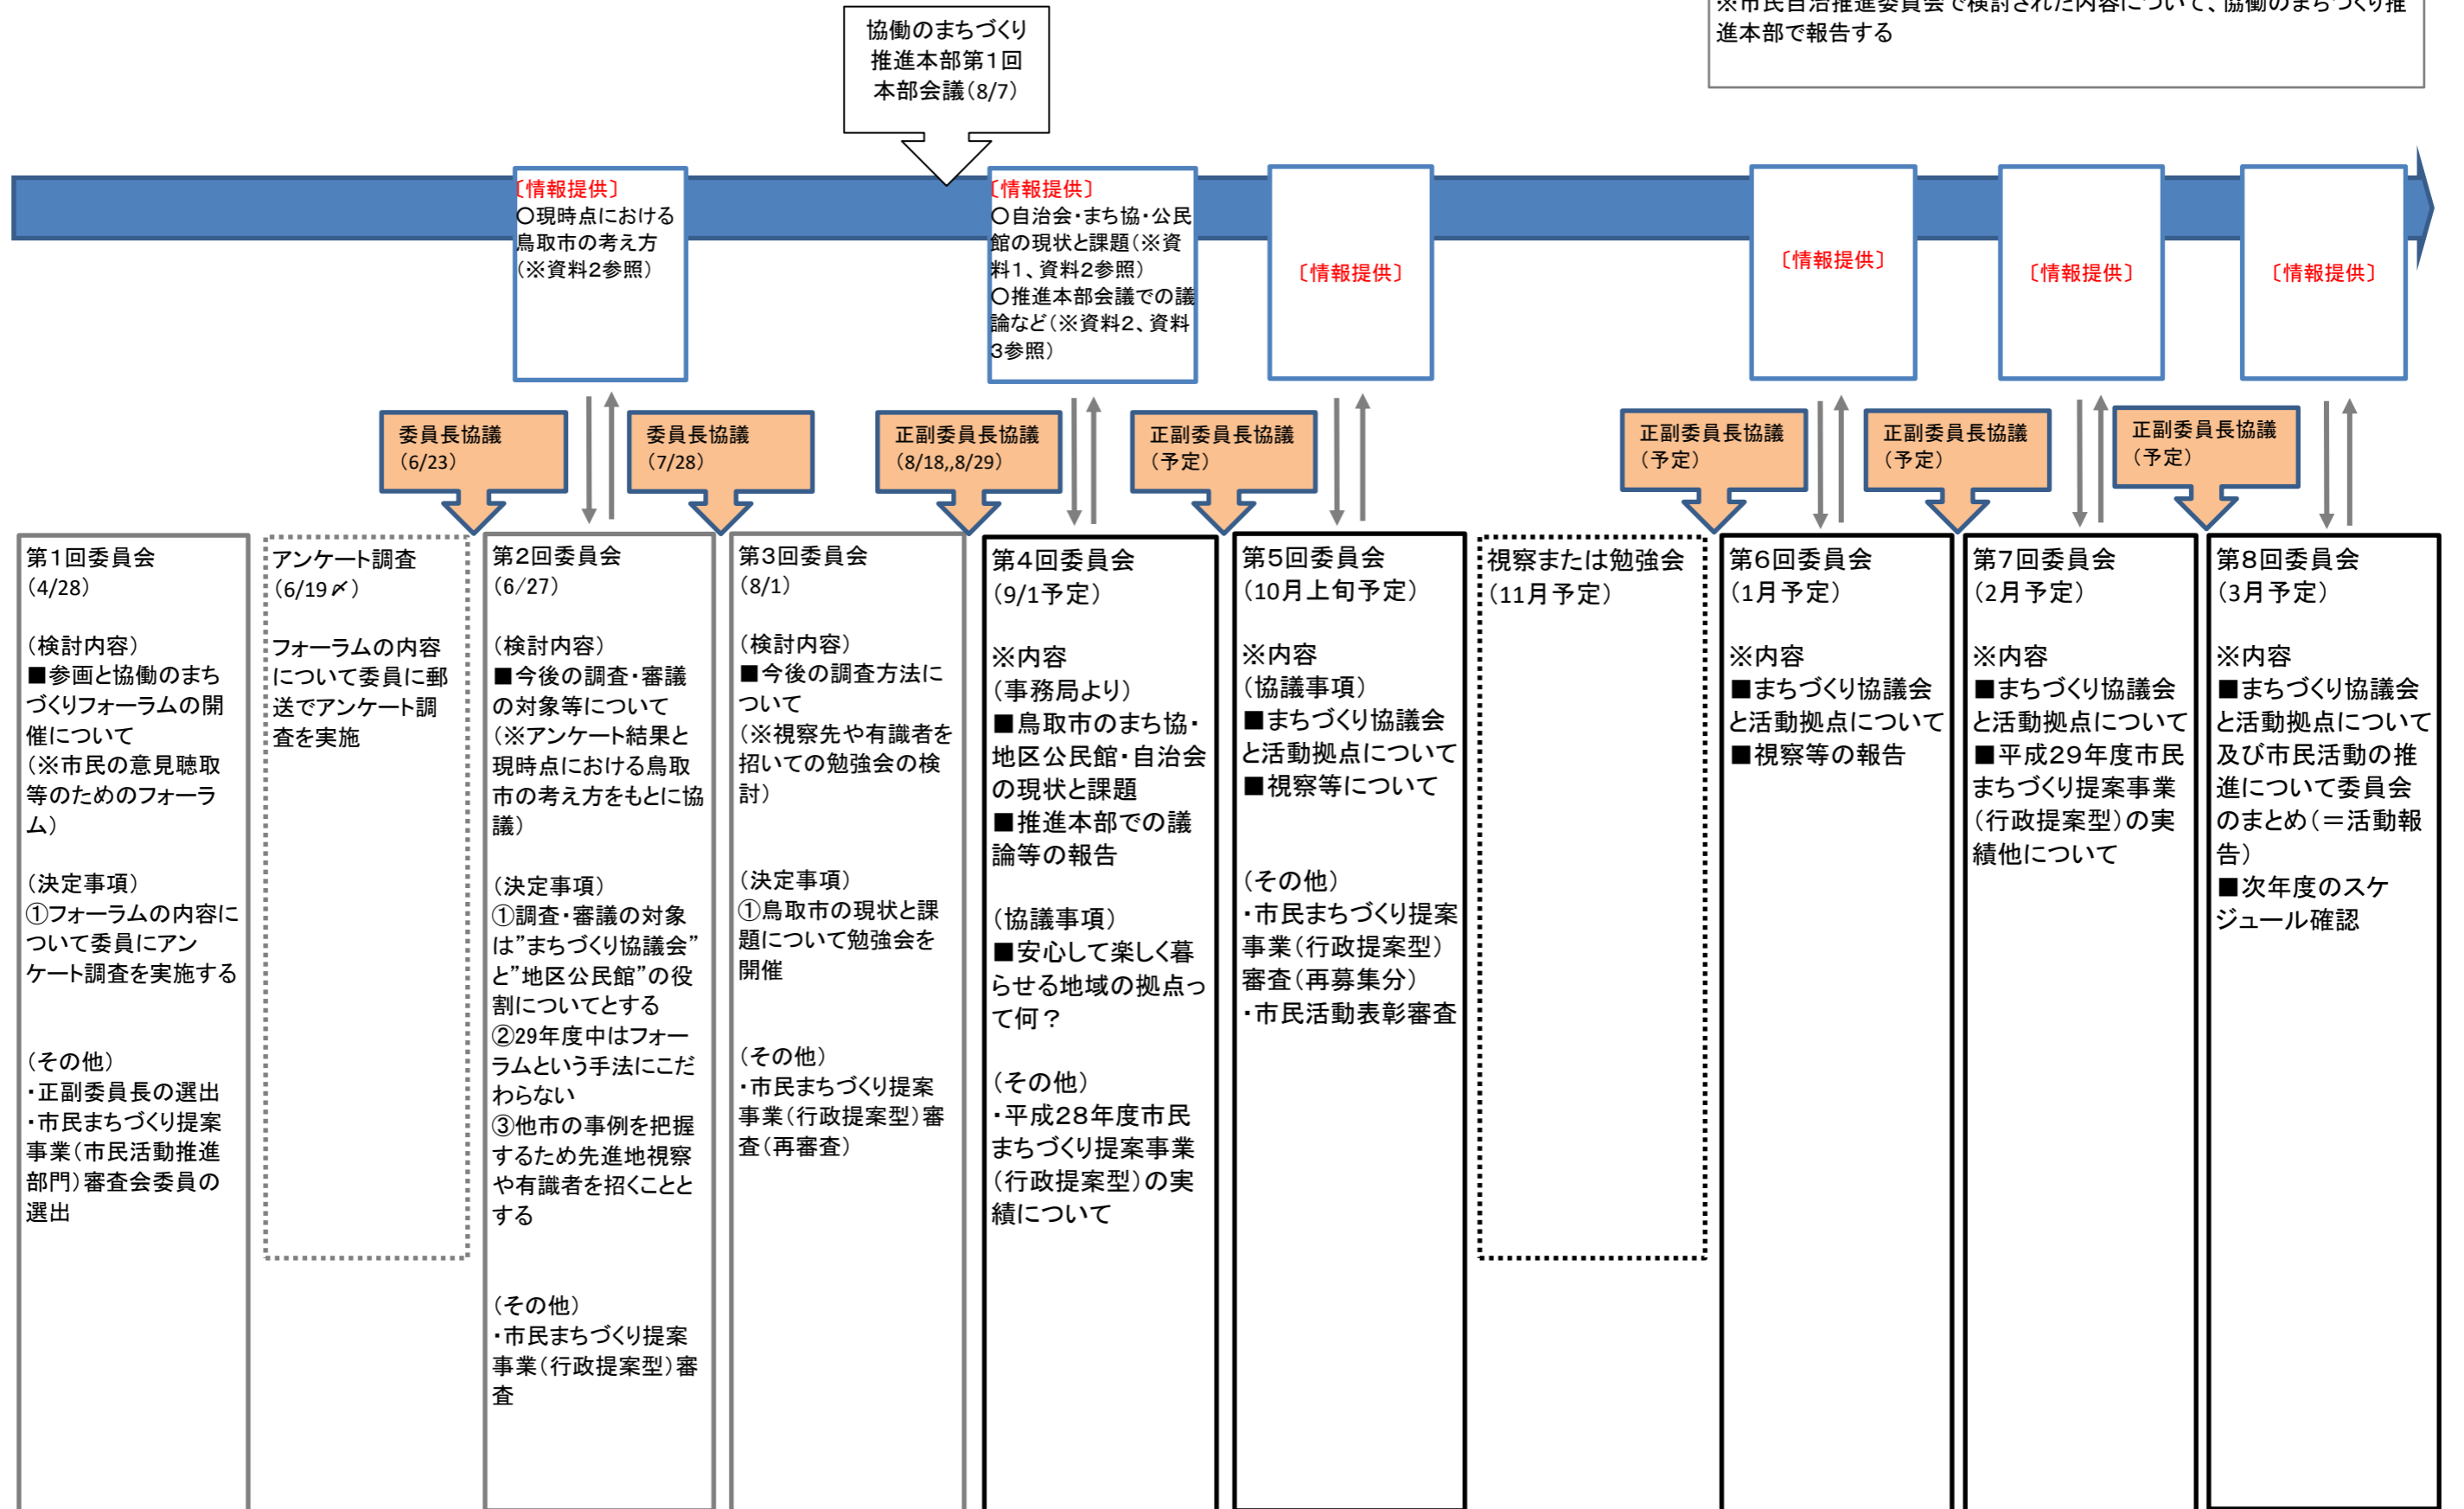 ※市民自治推進委員会で検討された内容について、協働のまちづくり推
進本部で報告する
協働のまちづくり
推進本部第1回
本部会議(8/7)
〔情報提供〕
○現時点における
鳥取市の考え方
(※資料2参照)
〔情報提供〕
○自治会・まち協・公民
館の現状と課題(※資
料1、資料2参照)
○推進本部会議での議
論など(※資料2、資料
3参照)
〔情報提供〕
〔情報提供〕
〔情報提供〕
〔情報提供〕
委員長協議
(6/23)
委員長協議
(7/28)
正副委員長協議
(8/18,,8/29)
正副委員長協議
(予定)
正副委員長協議
(予定)
正副委員長協議
(予定)
正副委員長協議
(予定)
第1回委員会
(4/28)
(検討内容)
■参画と協働のまち
づくりフォーラムの開
催について
(※市民の意見聴取
等のためのフォーラ
ム)
(決定事項)
①フォーラムの内容に
ついて委員にアン
ケート調査を実施する
(その他)
・正副委員長の選出
・市民まちづくり提案
事業(市民活動推進
部門)審査会委員の
選出
アンケート調査
(6/19〆)
フォーラムの内容
について委員に郵
送でアンケート調
査を実施
第2回委員会
(6/27)
(検討内容)
■今後の調査・審議
の対象等について
(※アンケート結果と
現時点における鳥取
市の考え方をもとに協
議)
(決定事項)
①調査・審議の対象
は”まちづくり協議会”
と”地区公民館”の役
割についてとする
②29年度中はフォー
ラムという手法にこだ
わらない
③他市の事例を把握
するため先進地視察
や有識者を招くことと
する
(その他)
・市民まちづくり提案
事業(行政提案型)審
査
第3回委員会
(8/1)
(検討内容)
■今後の調査方法に
ついて
(※視察先や有識者を
招いての勉強会の検
討)
(決定事項)
①鳥取市の現状と課
題について勉強会を
開催
(その他)
・市民まちづくり提案
事業(行政提案型)審
査(再審査)
第4回委員会
(9/1予定)
※内容
(事務局より)
■鳥取市のまち協・
地区公民館・自治会
の現状と課題
■推進本部での議
論等の報告
(協議事項)
■安心して楽しく暮
らせる地域の拠点っ
て何?
(その他)
・平成28年度市民
まちづくり提案事業
(行政提案型)の実
績について
第5回委員会
(10月上旬予定)
※内容
(協議事項)
■まちづくり協議会
と活動拠点について
■視察等について
(その他)
・市民まちづくり提案
事業(行政提案型)
審査(再募集分)
・市民活動表彰審査
視察または勉強会
(11月予定)
第6回委員会
(1月予定)
※内容
■まちづくり協議会
と活動拠点について
■視察等の報告
第7回委員会
(2月予定)
※内容
■まちづくり協議会
と活動拠点について
■平成29年度市民
まちづくり提案事業
(行政提案型)の実
績他について
第8回委員会
(3月予定)
※内容
■まちづくり協議会
と活動拠点について
及び市民活動の推
進について委員会
のまとめ(=活動報
告)
■次年度のスケ
ジュール確認